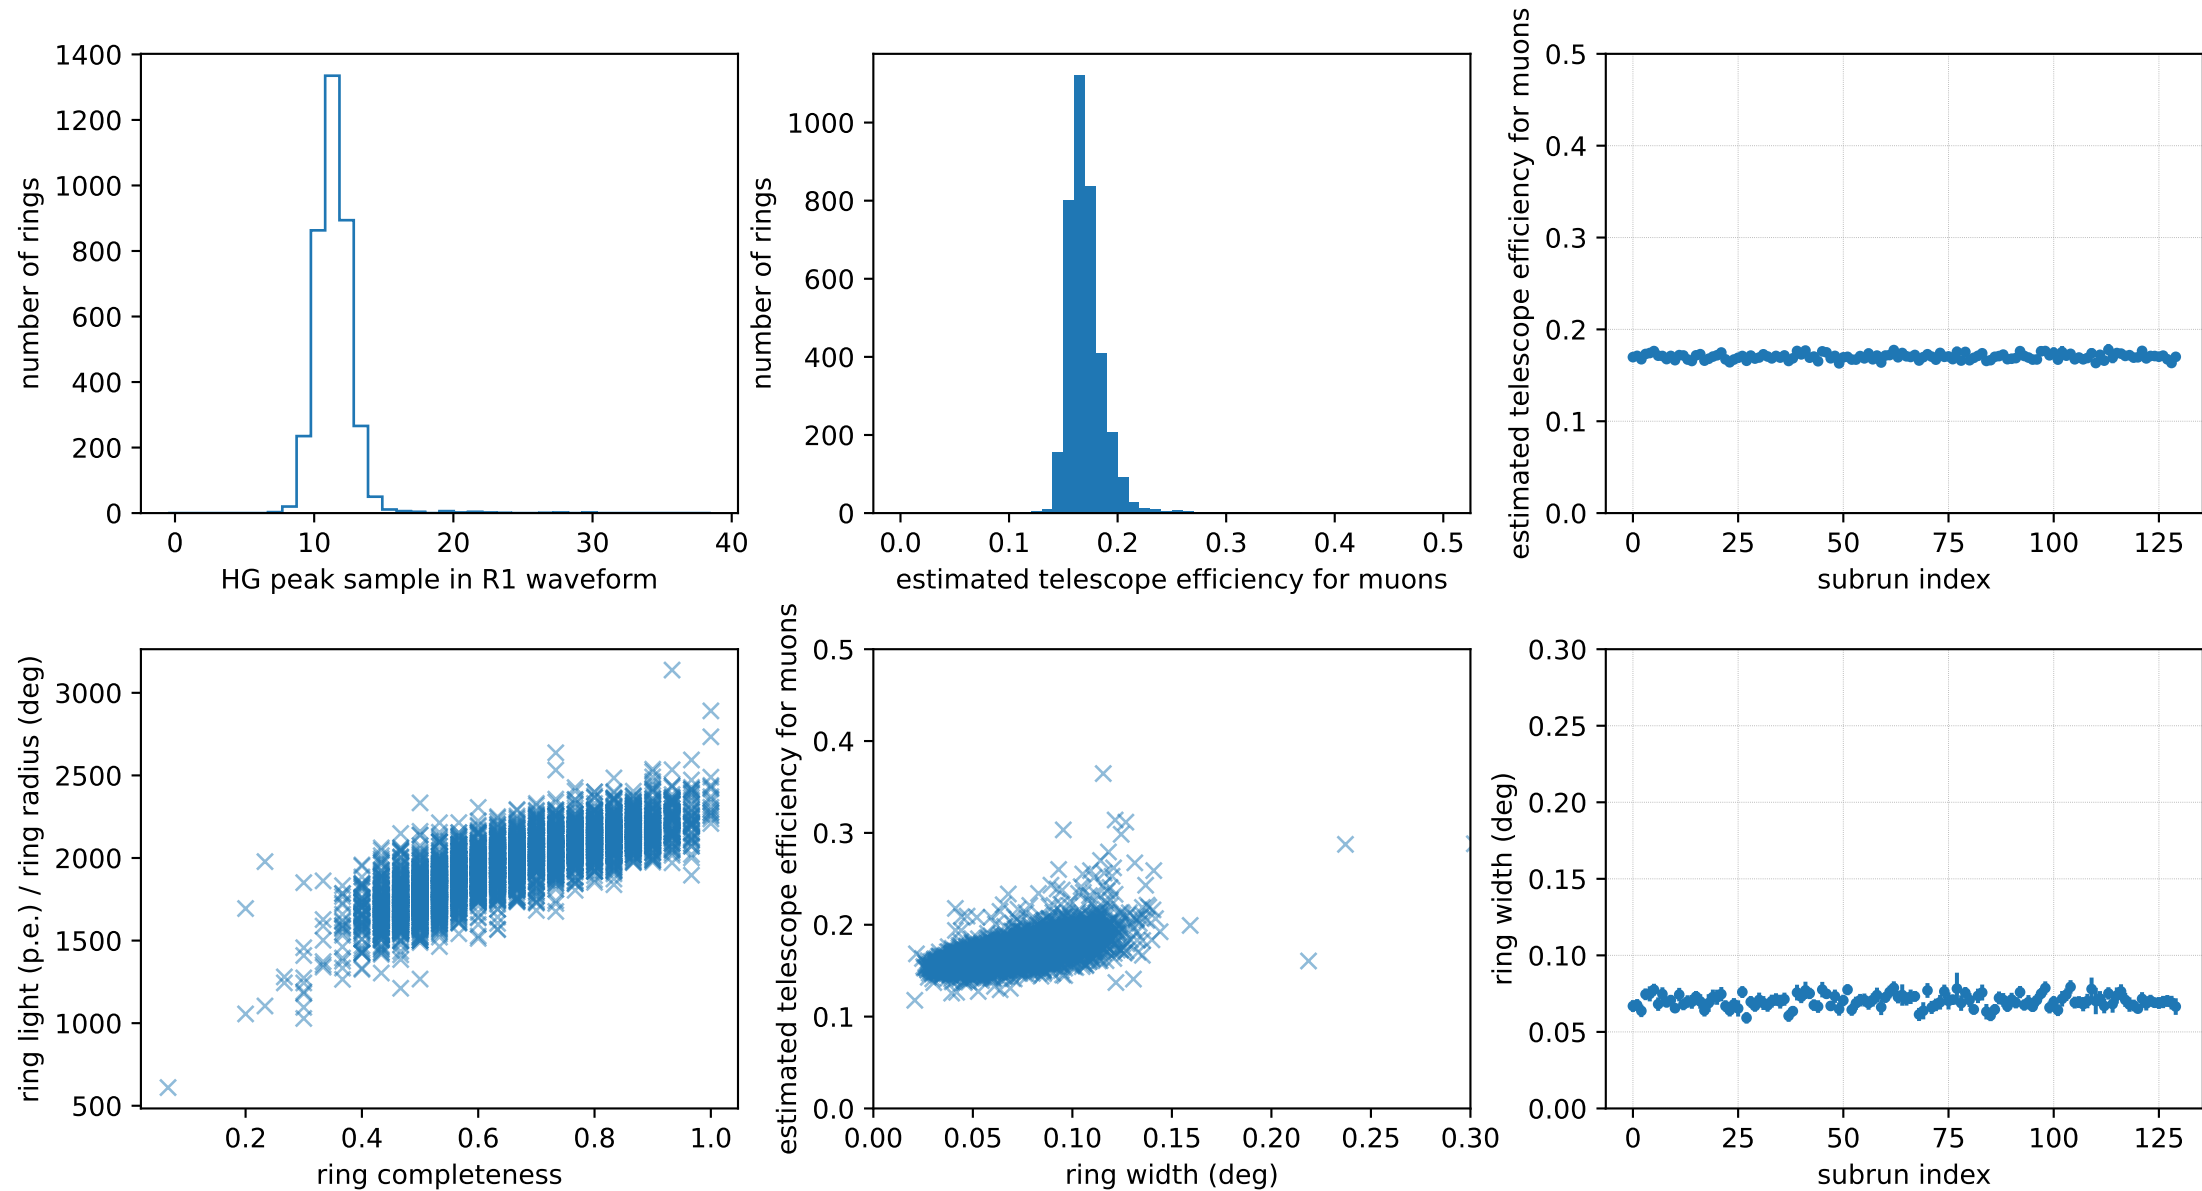 1400
1200
1000
800
600
400
200
0
number of rings
0 10 20 30 40
HG peak sample in R1 waveform
1000
800
600
400
200
0
number of rings
0.0 0.1 0.2 0.3 0.4 0.5
estimated telescope efficiency for muons
0.5
0.4
0.3
0.2
0.1
0.0
estimated telescope efficiency for muons
0 25 50 75 100 125
subrun index
3000
2500
2000
1500
1000
500
ring light (p.e.) / ring radius (deg)
0.2 0.4 0.6 0.8 1.0
ring completeness
0.5
0.4
0.3
0.2
0.1
0.0
estimated telescope efficiency for muons
0.00 0.05 0.10 0.15 0.20 0.25 0.30
ring width (deg)
0.30
0.25
0.20
0.15
0.10
0.05
0.00
ring width (deg)
0 25 50 75 100 125
subrun index